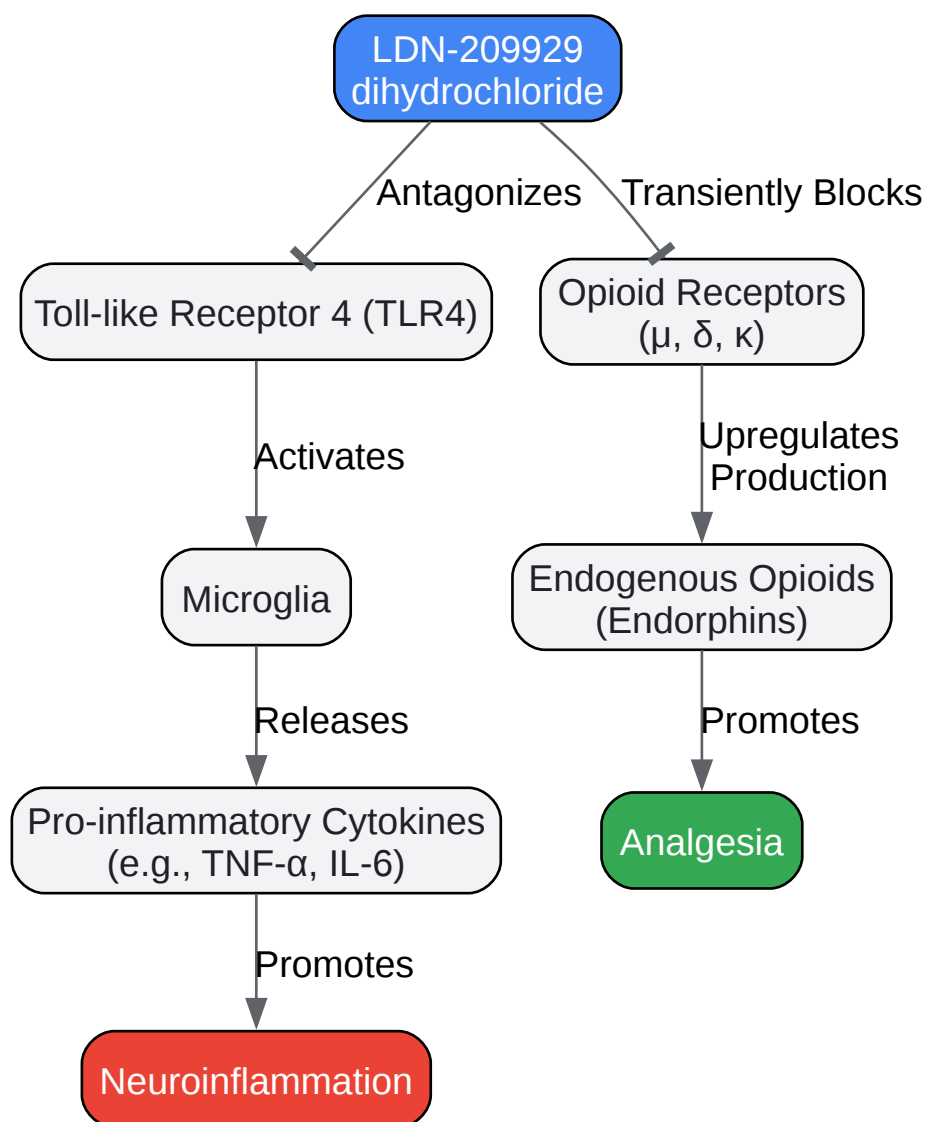 LDN-209929
dihydrochloride
Antagonizes
Transiently Blocks
Toll-like Receptor 4 (TLR4)
Opioid Receptors
(μ, δ, κ)
Activates
Upregulates
Production
Microglia
Endogenous Opioids
(Endorphins)
Releases
Promotes
Pro-inflammatory Cytokines
(e.g., TNF-α, IL-6)
Analgesia
Promotes
Neuroinflammation